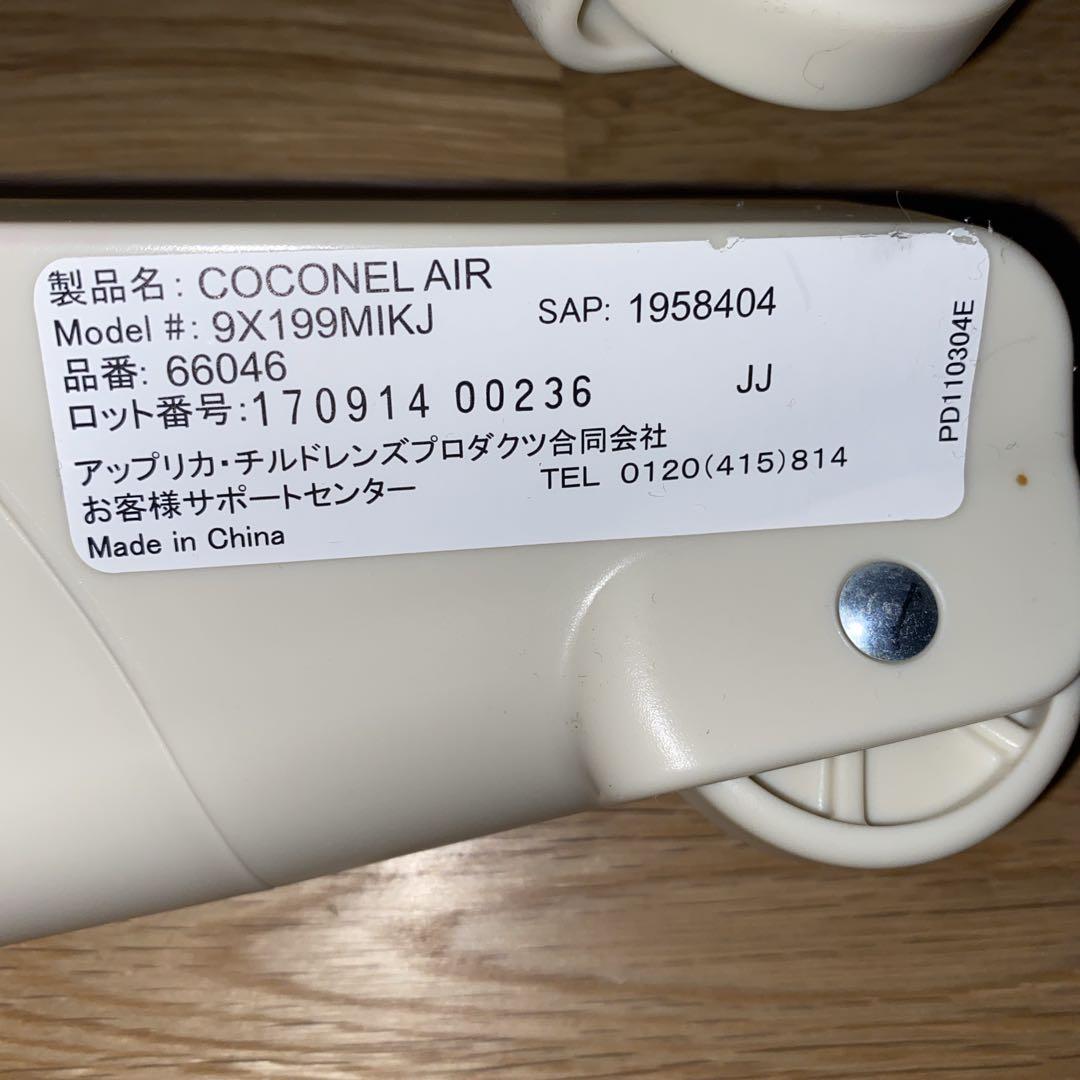 製品名: COCONEL AIR
Model #: 9X199MIKJ SAP: 1958404
品番: 66046
ロット番号:170914 00236 JJ
アップリカ・チルドレンズプロダクツ合同会社
お客様サポートセンター TEL 0120(415)814
Made in China
PD110304E